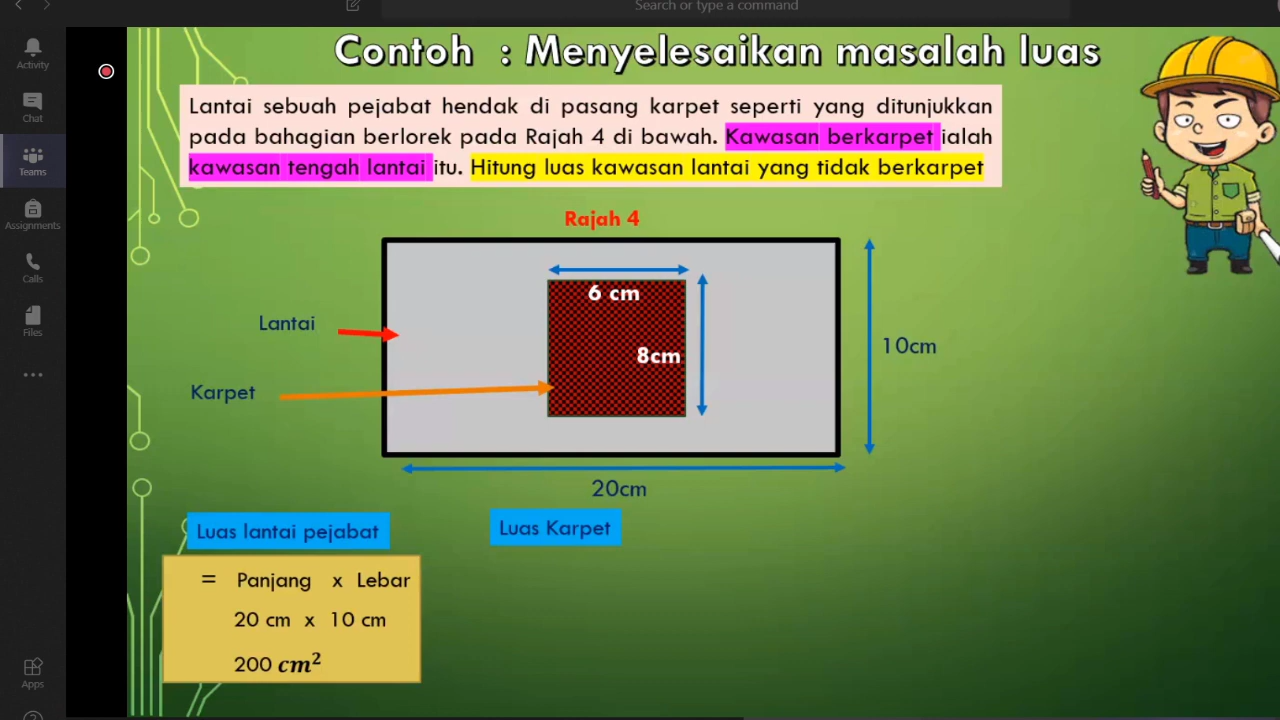 Search or type a command
Activity
Chat
Teams
Assignments
Calls
Files
Apps
Contoh : Menyelesaikan masalah luas
Lantai sebuah pejabat hendak di pasang karpet seperti yang ditunjukkan
pada bahagian berlorek pada Rajah 4 di bawah. Kawasan berkarpet ialah
kawasan tengah lantai itu. Hitung luas kawasan lantai yang tidak berkarpet
Rajah 4
6 cm
8cm
Lantai
10cm
Karpet
20cm
Luas lantai pejabat
= Panjang x Lebar
20 cm x 10 cm
200 cm²
Luas Karpet